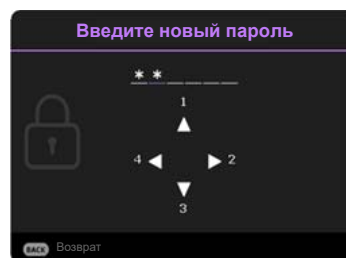 Введите новый пароль
* * _ _ _ _
1
4 2
3
BACK Возврат